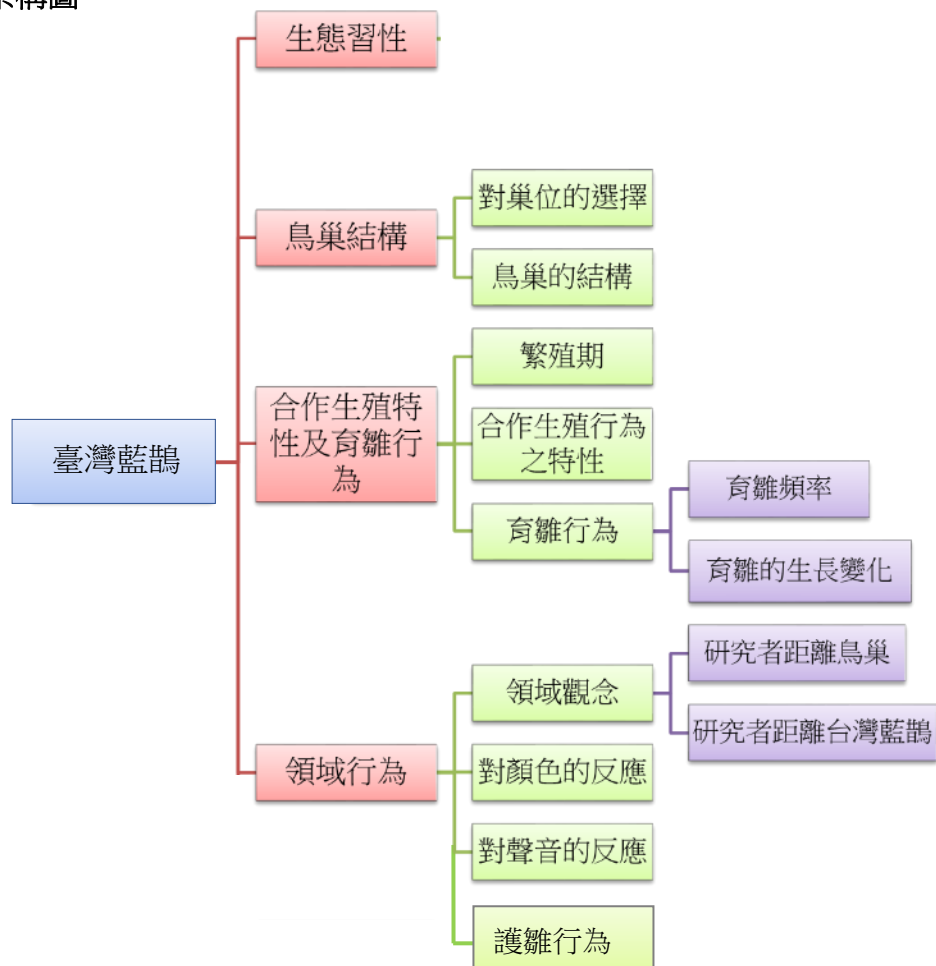 構圖
生態習性
鳥巢結構
對巢位的選擇
鳥巢的結構
合作生殖特
性及育雛行
為
繁殖期
合作生殖行為
之特性
育雛行為
育雛頻率
育雛的生長變化
臺灣藍鵲
領域行為
領域觀念
研究者距離鳥巢
研究者距離台灣藍鵲
對顏色的反應
對聲音的反應
護雛行為